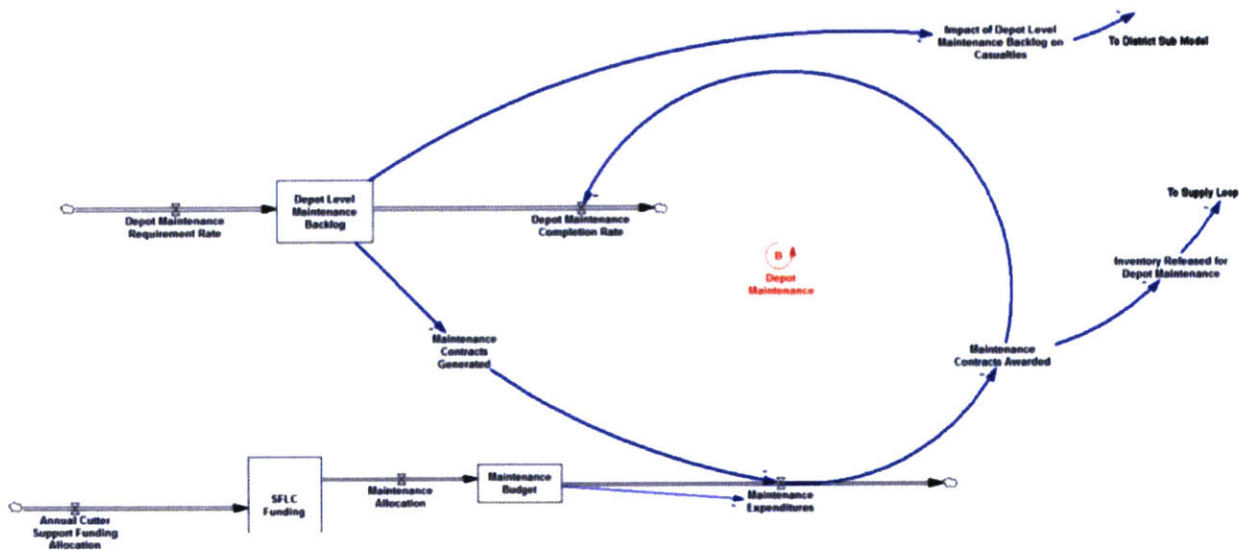 Impact of Depot Level
Maintenance Backlog on
Casualties
To District Sub Model
Depot Level
Maintenance
Backlog
Depot Maintenance
Requirement Rate
Depot Maintenance
Completion Rate
To Supply Loop
B
Depot
Maintenance
Inventory Released for
Depot Maintenance
Maintenance
Contracts
Generated
Maintenance
Contracts Awarded
SFLC
Funding
Maintenance
Allocation
Maintenance
Budget
Maintenance
Expenditures
Annual Cutter
Support Funding
Allocation